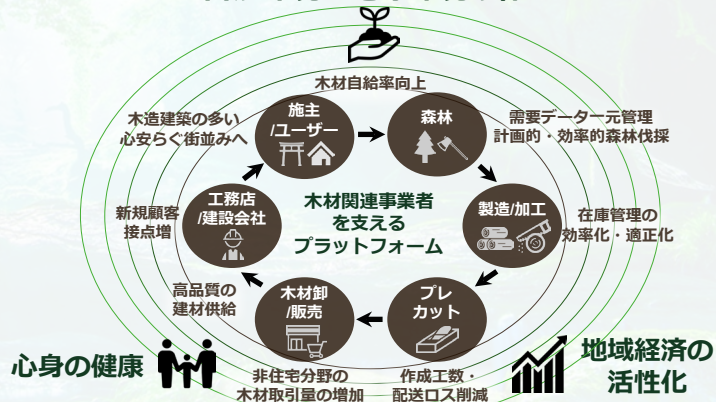 木材自給率向上
施主
/ユーザー
森林
木造建築の多い
心安らぐ街並みへ
需要データ一元管理
計画的・効率的森林伐採
工務店
/建設会社
木材関連事業者
を支える
プラットフォーム
製造/加工
新規顧客
接点増
在庫管理の
効率化・適正化
高品質の
建材供給
木材卸
/販売
プレ
カット
心身の健康
地域経済の
活性化
非住宅分野の
木材取引量の増加
作成工数・
配送ロス削減